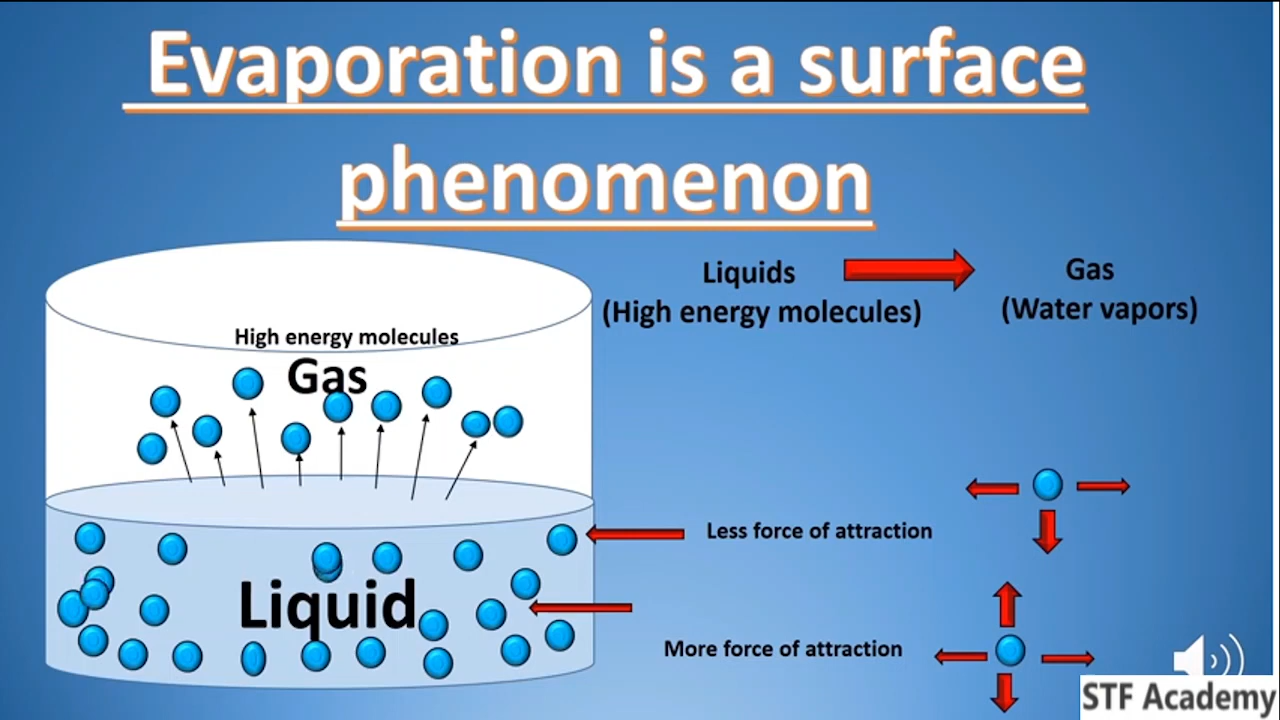 Evaporation is a surface
phenomenon
Liquids
(High energy molecules)
Gas
(Water vapors)
High energy molecules
Gas
Less force of attraction
Liquid
More force of attraction
STF Academy